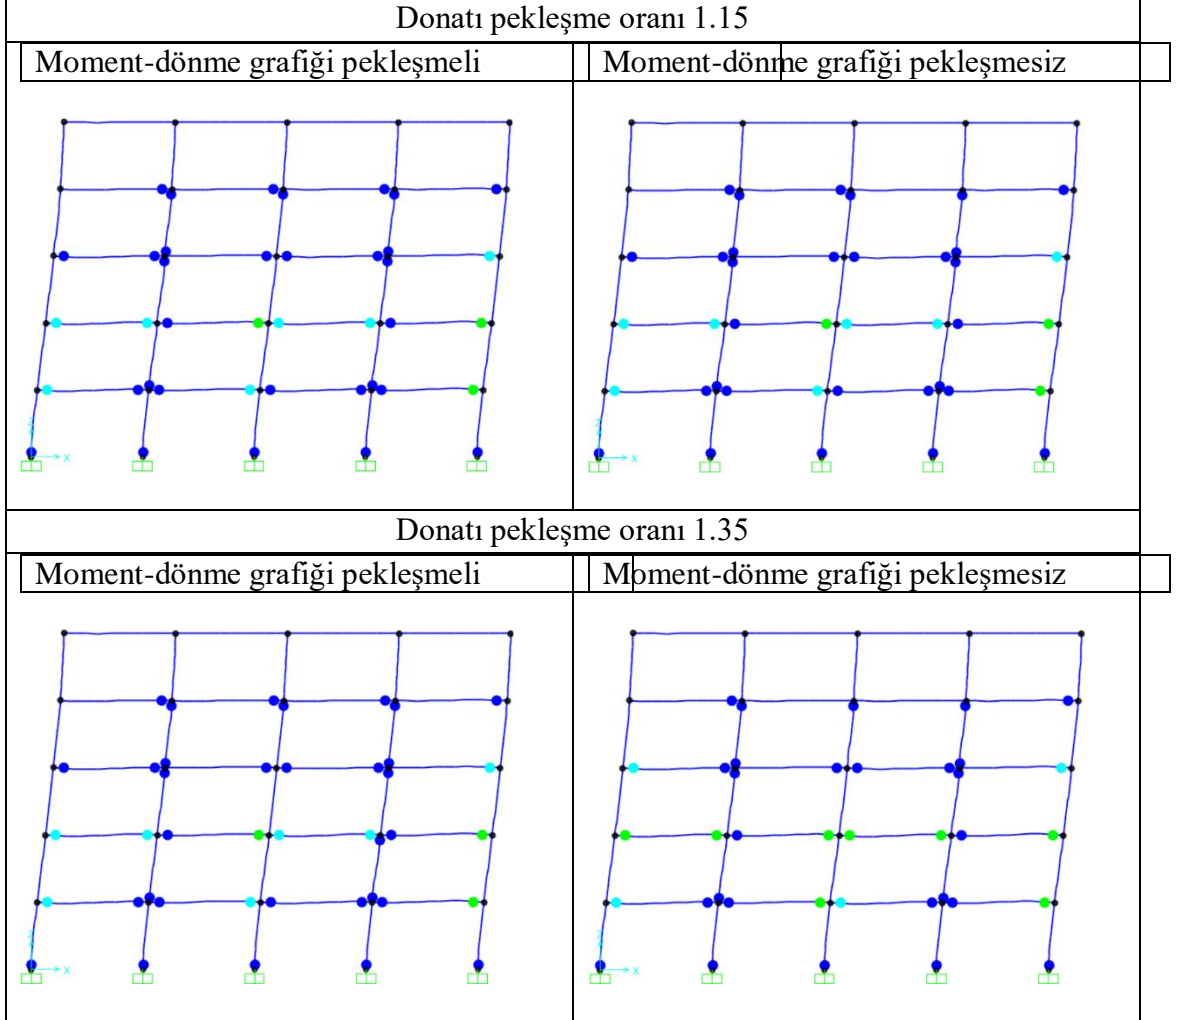 Donatı pekleşme oranı 1.15
Moment-dönme grafiği pekleşmeli
Moment-dönme grafiği pekleşmesiz
X
X
Donatı pekleşme oranı 1.35
Moment-dönme grafiği pekleşmeli
Moment-dönme grafiği pekleşmesiz
X
X